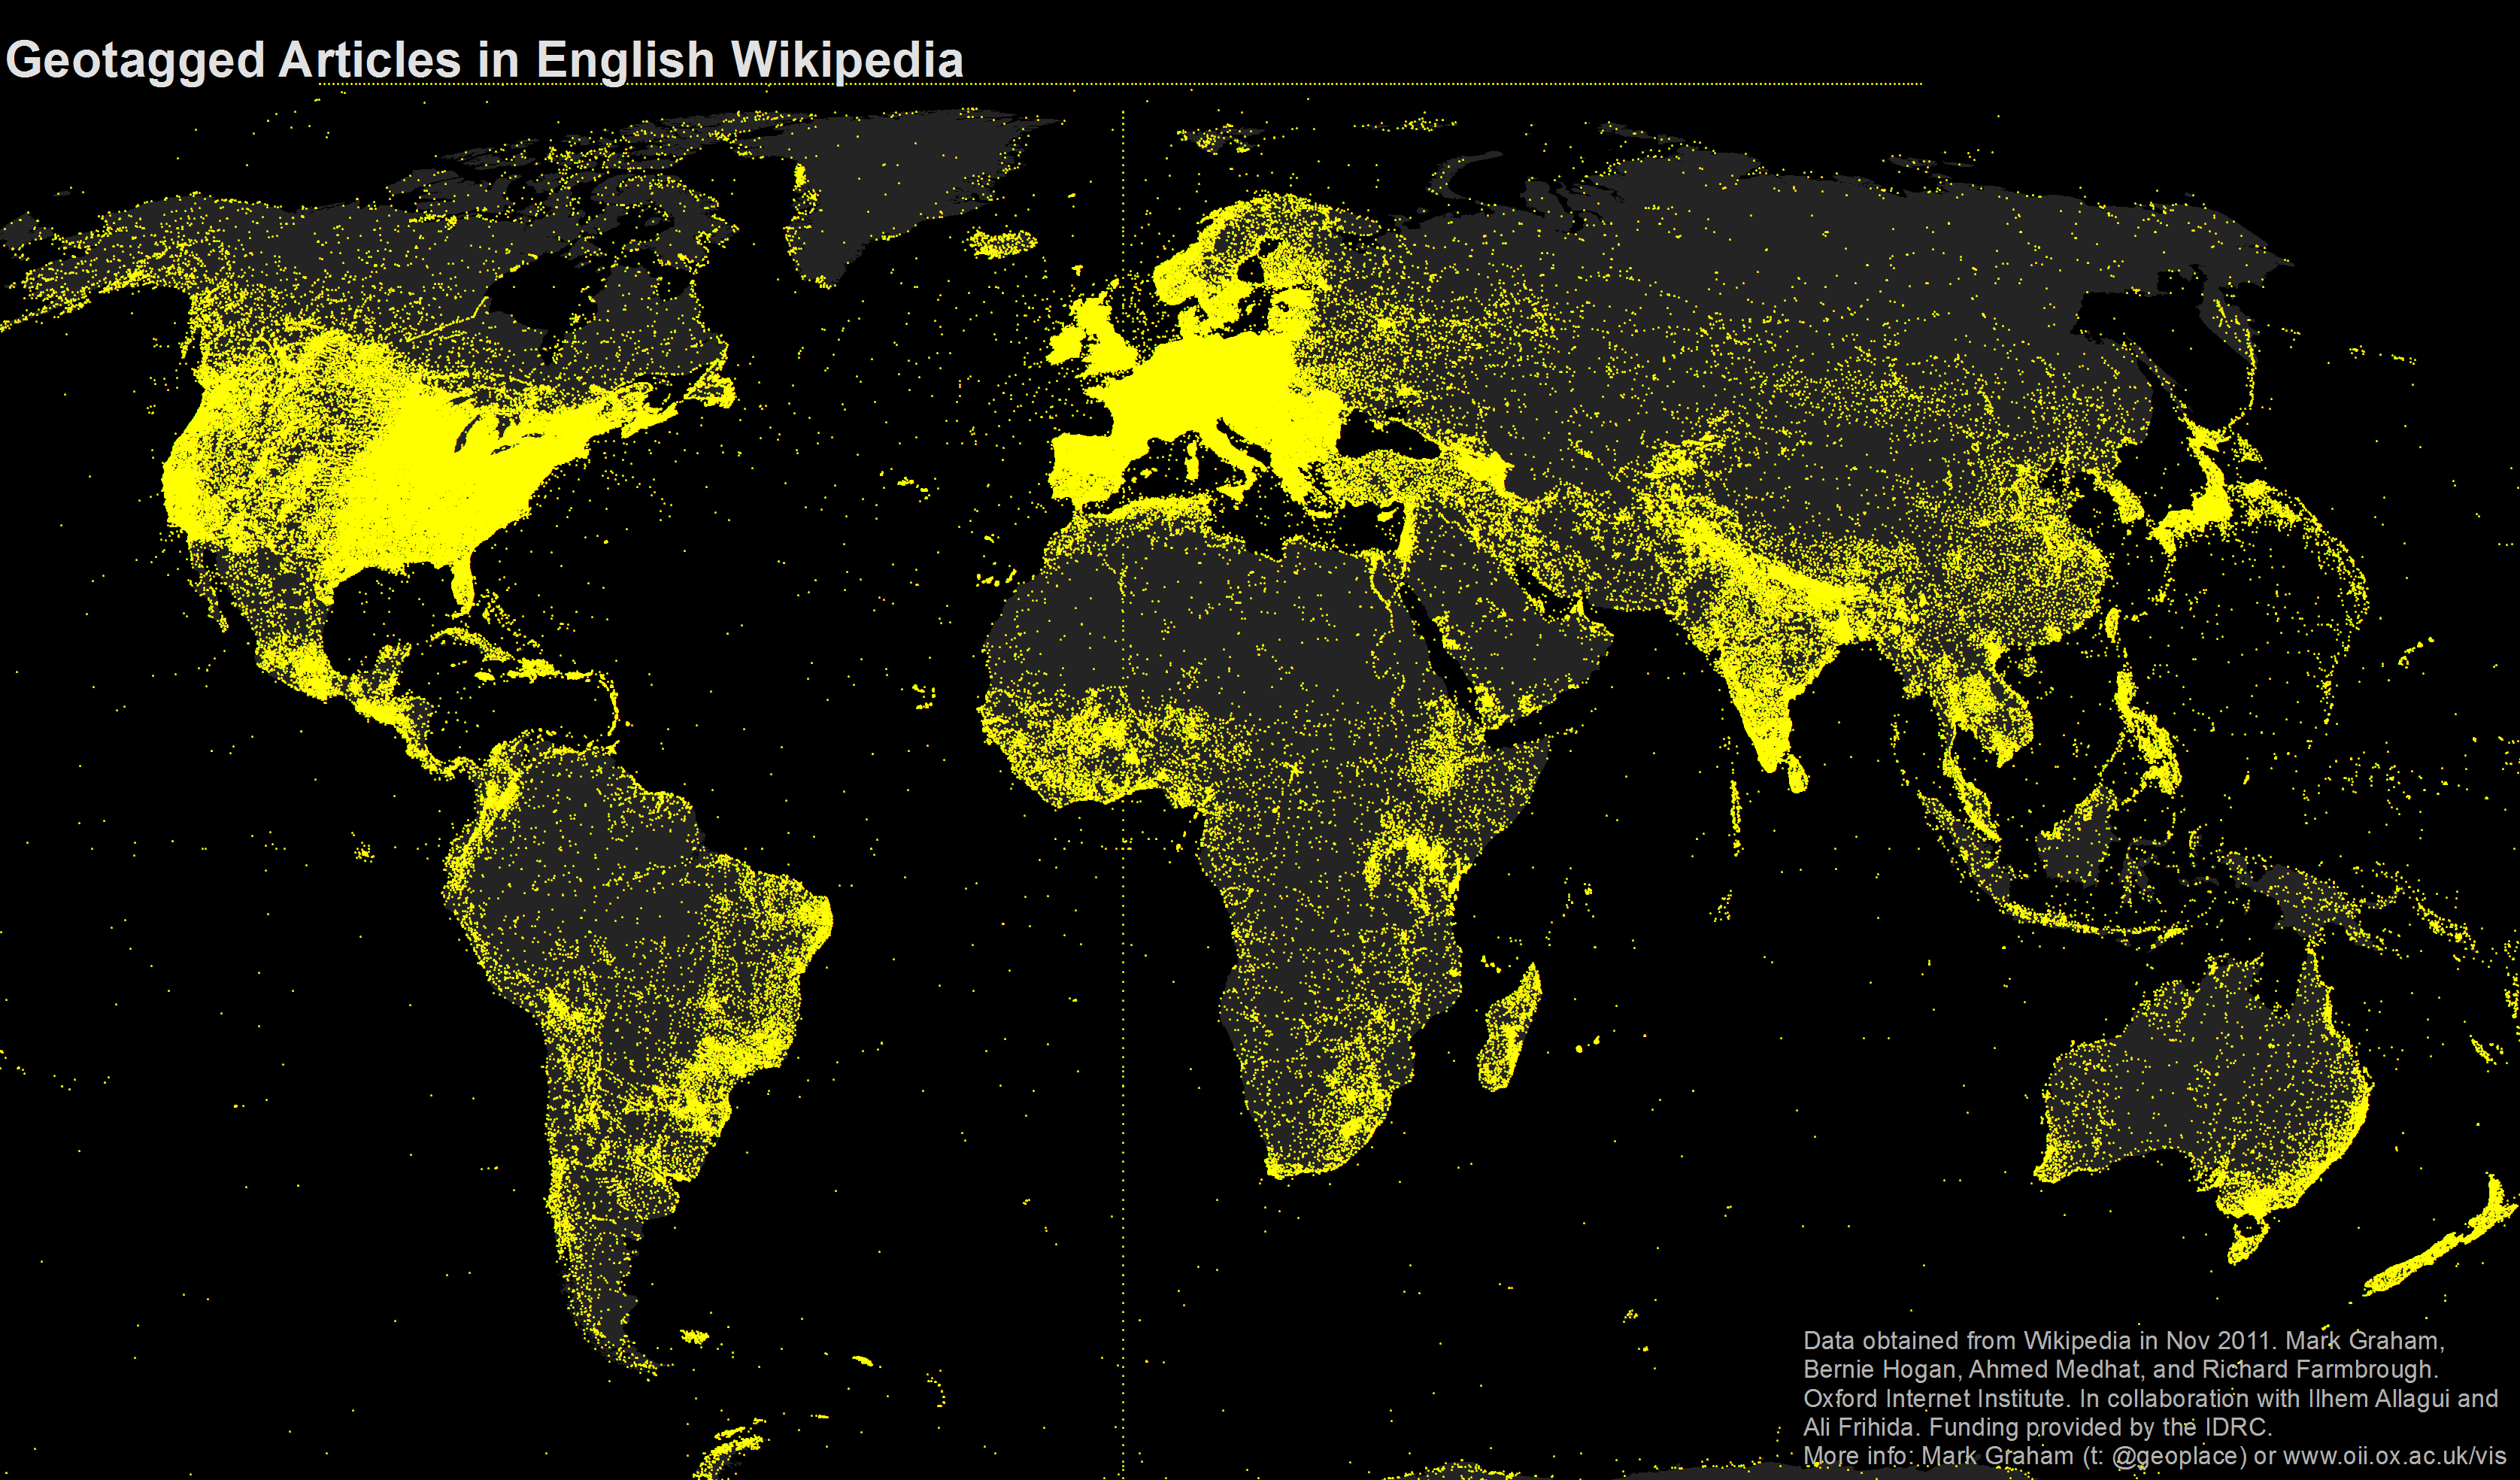 Geotagged Articles in English Wikipedia
Data obtained from Wikipedia in Nov 2011. Mark Graham,
Bernie Hogan, Ahmed Medhat, and Richard Farmbrough.
Oxford Internet Institute. In collaboration with Ilhem Allagui and
Ali Frihida. Funding provided by the IDRC.
More info: Mark Graham (t: @geoplace) or www.oii.ox.ac.uk/vis